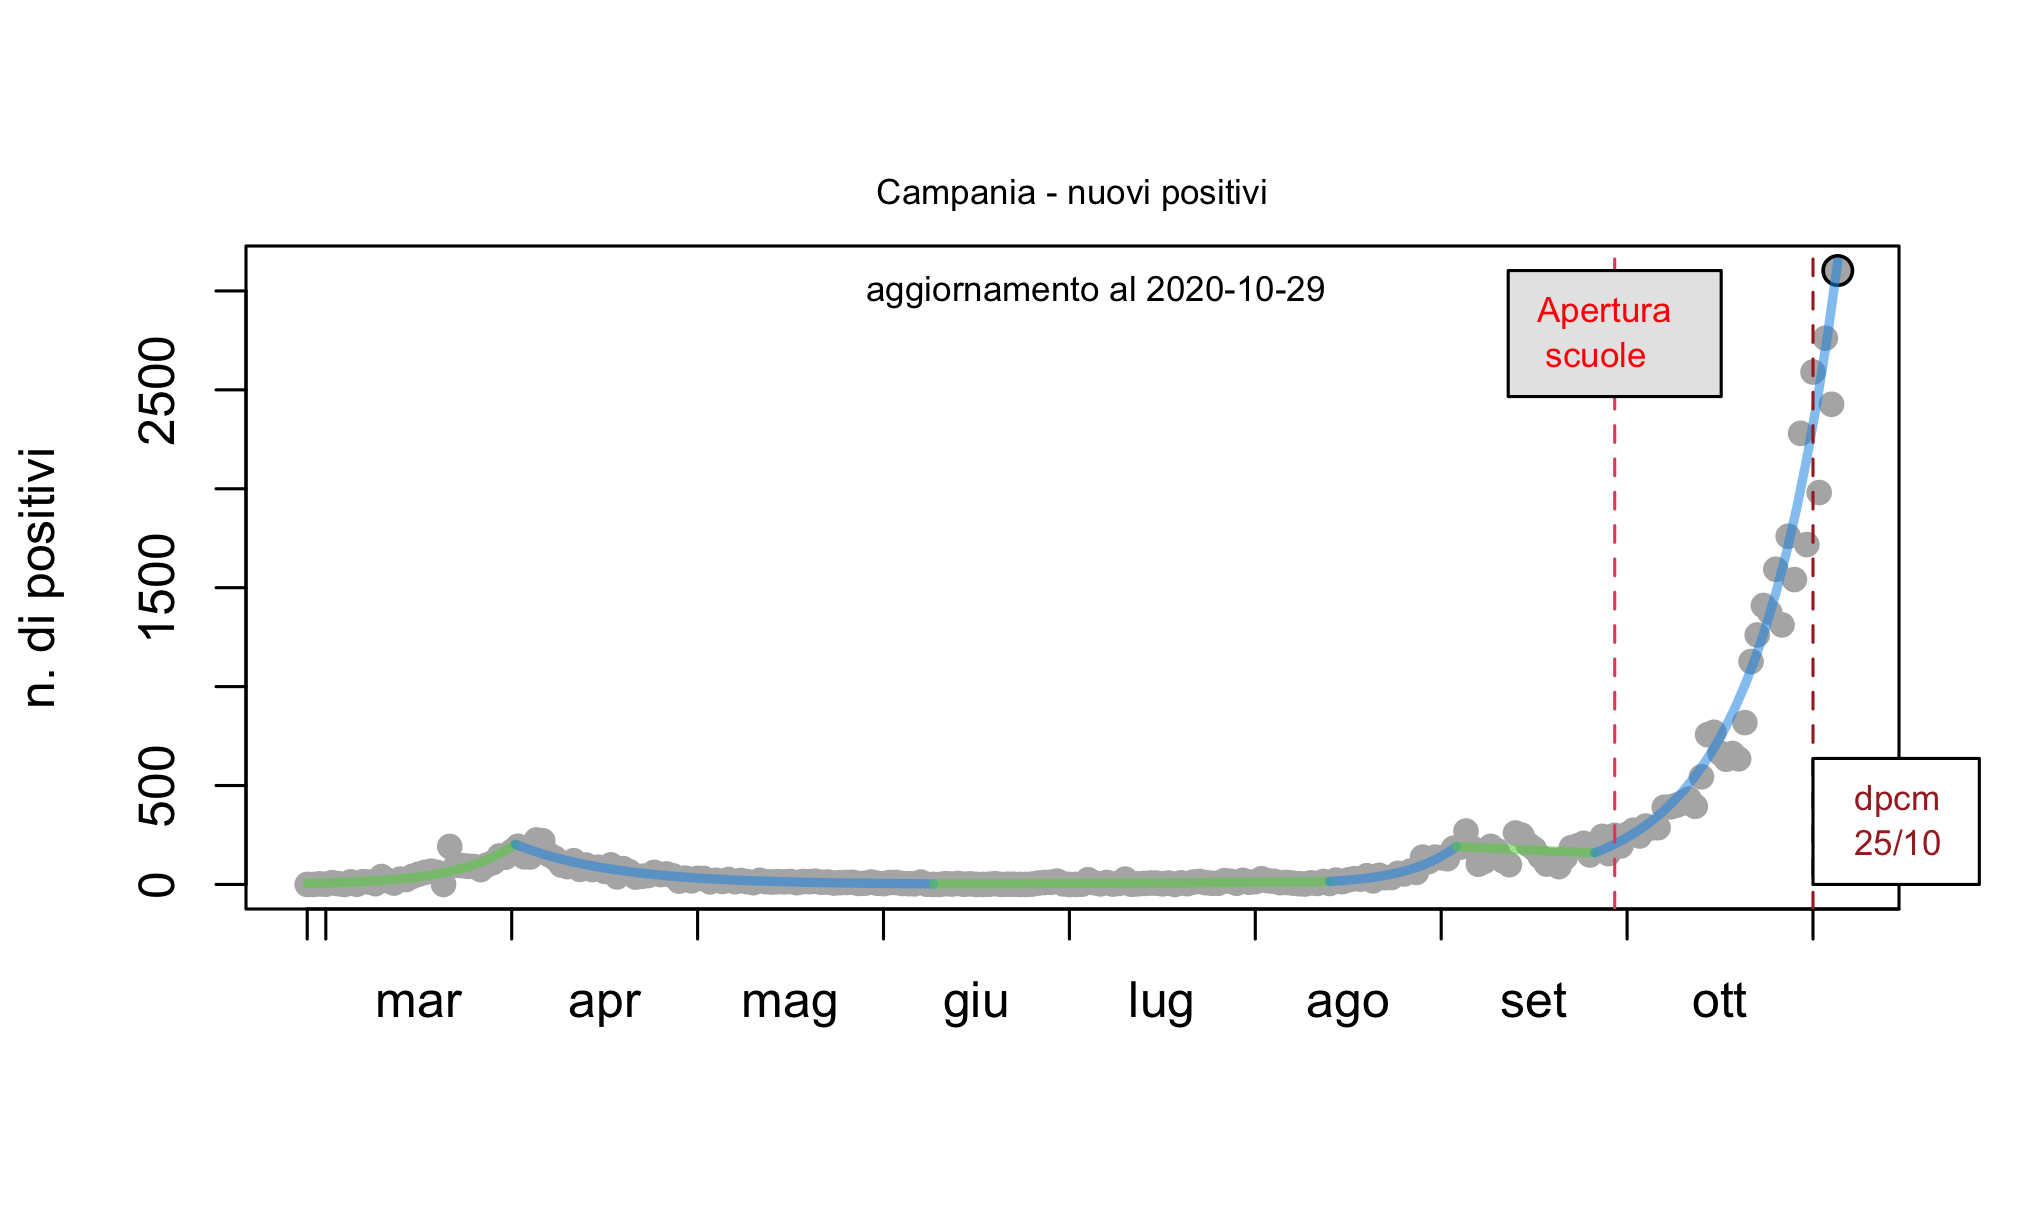 Campania - nuovi positivi
aggiornamento al 2020-10-29
Apertura
scuole
n. di positivi
2500
1500
500
0
dpcm
25/10
mar apr mag giu lug ago set ott